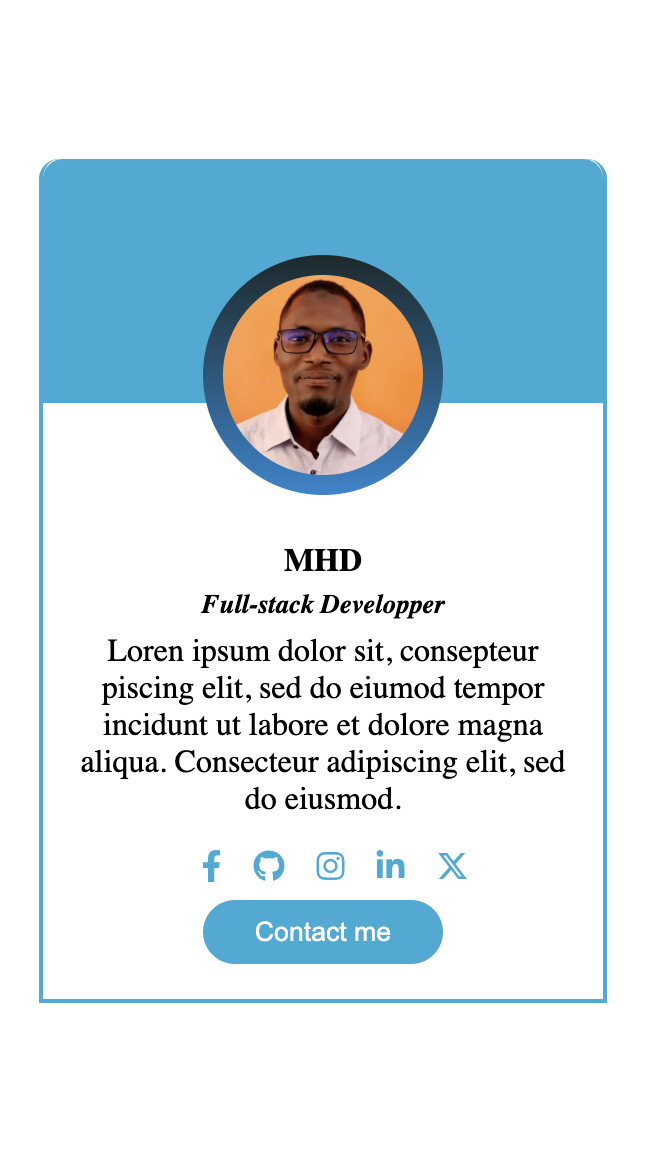 MHD
Full-stack Developper
Loren ipsum dolor sit, consepteur
piscing elit, sed do eiumod tempor
incidunt ut labore et dolore magna
aliqua. Consecteur adipiscing elit, sed
do eiusmod.
Contact me